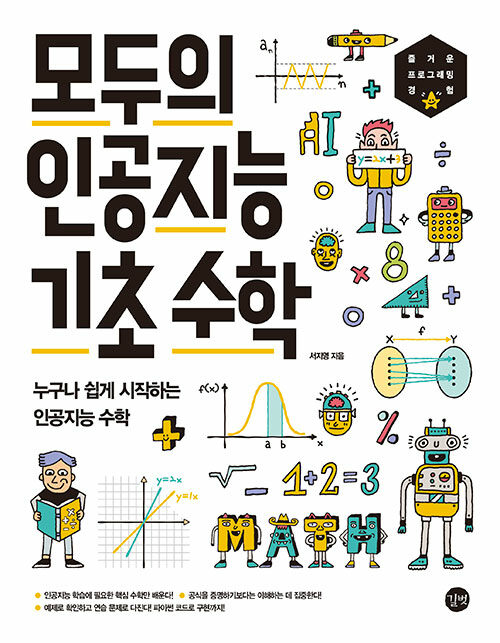 모두의
인공지능
기초 수학
즐거운
프로그래밍
경험
aₙ
n
AI
y=2x+3
8
서지영 지음
누구나 쉽게 시작하는
인공지능 수학
f
X Y
f(x)
a b
x
%
√
1+2=3
MATH
y=2x
y=1x
인공지능 학습에 필요한 핵심 수학만 배운다!
공식을 증명하기보다는 이해하는 데 집중한다!
예제로 확인하고 연습 문제로 다진다! 파이썬 코드로 구현까지!
길벗